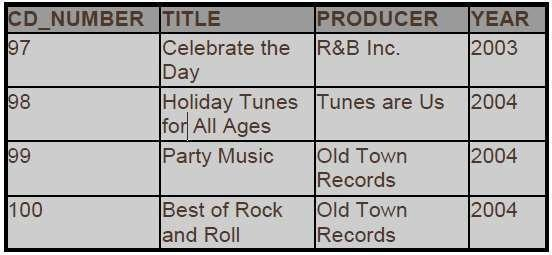 CD_NUMBER TITLE PRODUCER YEAR
97 Celebrate the Day R&B Inc. 2003
98 Holiday Tunes for All Ages Tunes are Us 2004
99 Party Music Old Town Records 2004
100 Best of Rock and Roll Old Town Records 2004